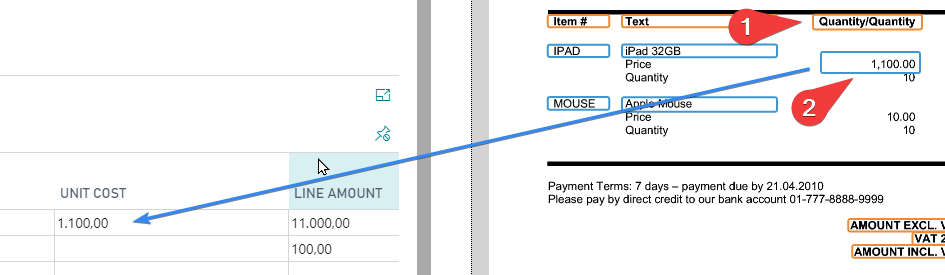 UNIT COST LINE AMOUNT
1.100,00 11.000,00
100,00
Item # Text Quantity/Quantity
1
IPAD iPad 32GB
Price 1,100.00
Quantity 10
2
MOUSE Apple Mouse
Price 10.00
Quantity 10
Payment Terms: 7 days – payment due by 21.04.2010
Please pay by direct credit to our bank account 01-777-8888-9999
AMOUNT EXCL. V
VAT 2
AMOUNT INCL. V